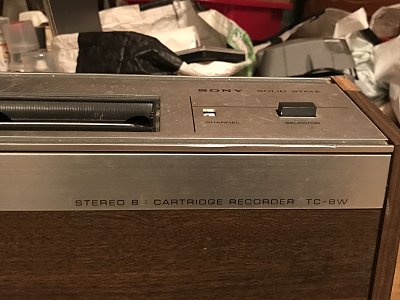 SONY SOLID STATE
CHANNEL SELECTOR
STEREO 8 : CARTRIDGE RECORDER TC-8W